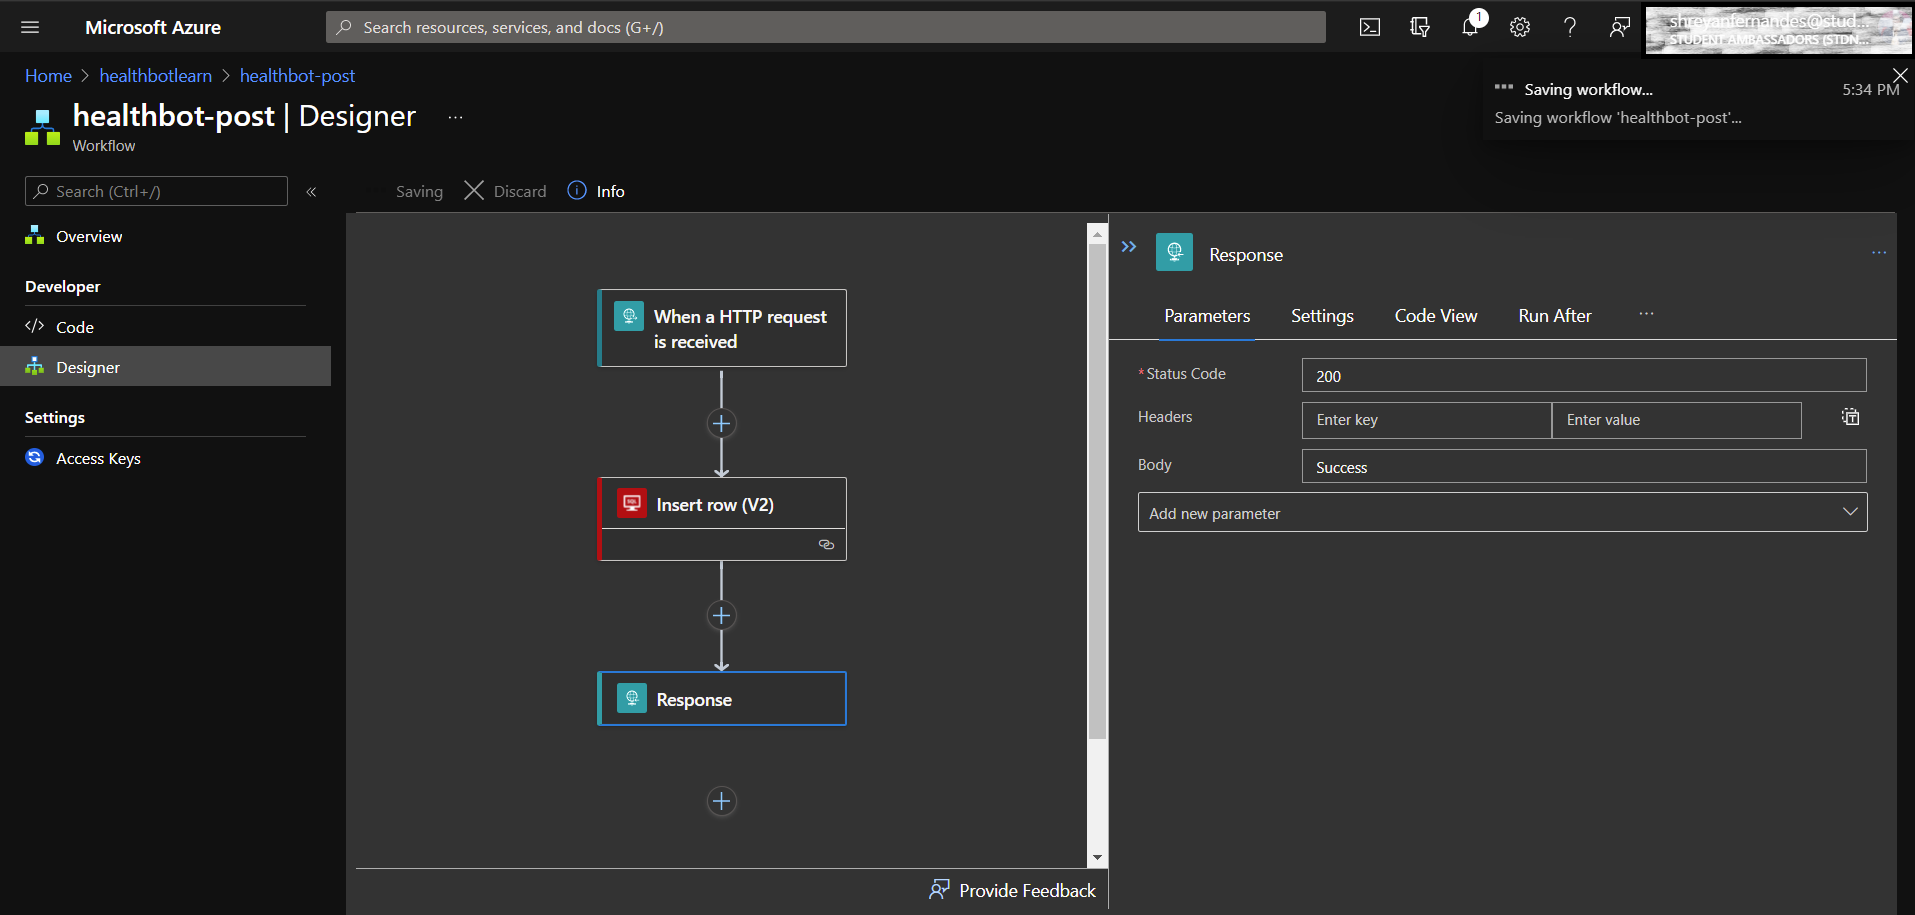 Microsoft Azure
Search resources, services, and docs (G+/)
1
shreyanfernandes@stud...
STUDENT AMBASSADORS (STDN...
Home > healthbotlearn > healthbot-post
healthbot-post | Designer ...
Workflow
Saving workflow... 5:34 PM
Saving workflow 'healthbot-post'...
Search (Ctrl+/) «
Saving Discard Info
Overview
Developer
Code
Designer
Settings
Access Keys
When a HTTP request
is received
Insert row (V2)
Response
Provide Feedback
Response ...
Parameters Settings Code View Run After ...
*Status Code 200
Headers Enter key Enter value
Body Success
Add new parameter